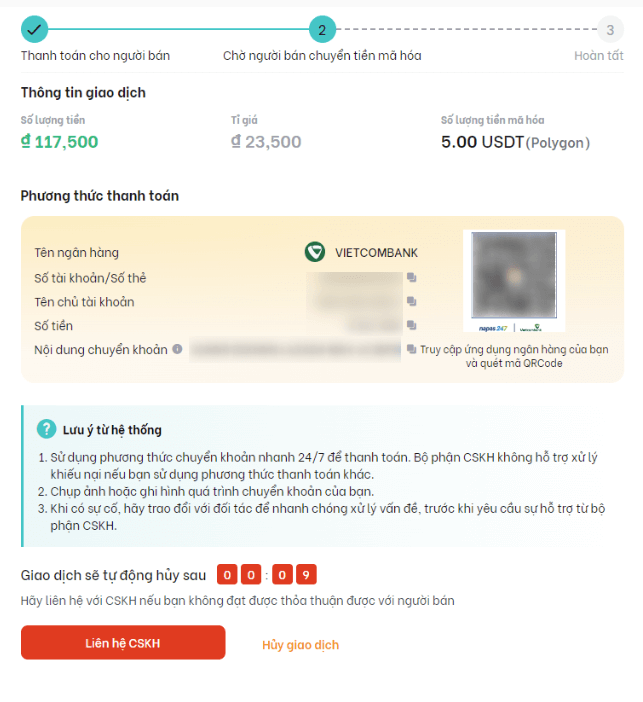 2
3
Thanh toán cho người bán
Chờ người bán chuyển tiền mã hóa
Hoàn tất
Thông tin giao dịch
Số lượng tiền
Tỉ giá
Số lượng tiền mã hóa
₫ 117,500
₫ 23,500
5.00 USDT(Polygon)
Phương thức thanh toán
Tên ngân hàng
VIETCOMBANK
Số tài khoản/Số thẻ
Tên chủ tài khoản
Số tiền
Nội dung chuyển khoản
napas 247
Truy cập ứng dụng ngân hàng của bạn
và quét mã QRCode
Lưu ý từ hệ thống
1. Sử dụng phương thức chuyển khoản nhanh 24/7 để thanh toán. Bộ phận CSKH không hỗ trợ xử lý
khiếu nại nếu bạn sử dụng phương thức thanh toán khác.
2. Chụp ảnh hoặc ghi hình quá trình chuyển khoản của bạn.
3. Khi có sự cố, hãy trao đổi với đối tác để nhanh chóng xử lý vấn đề, trước khi yêu cầu sự hỗ trợ từ bộ
phận CSKH.
Giao dịch sẽ tự động hủy sau 0 0 : 0 9
Hãy liên hệ với CSKH nếu bạn không đạt được thỏa thuận được với người bán
Liên hệ CSKH
Hủy giao dịch